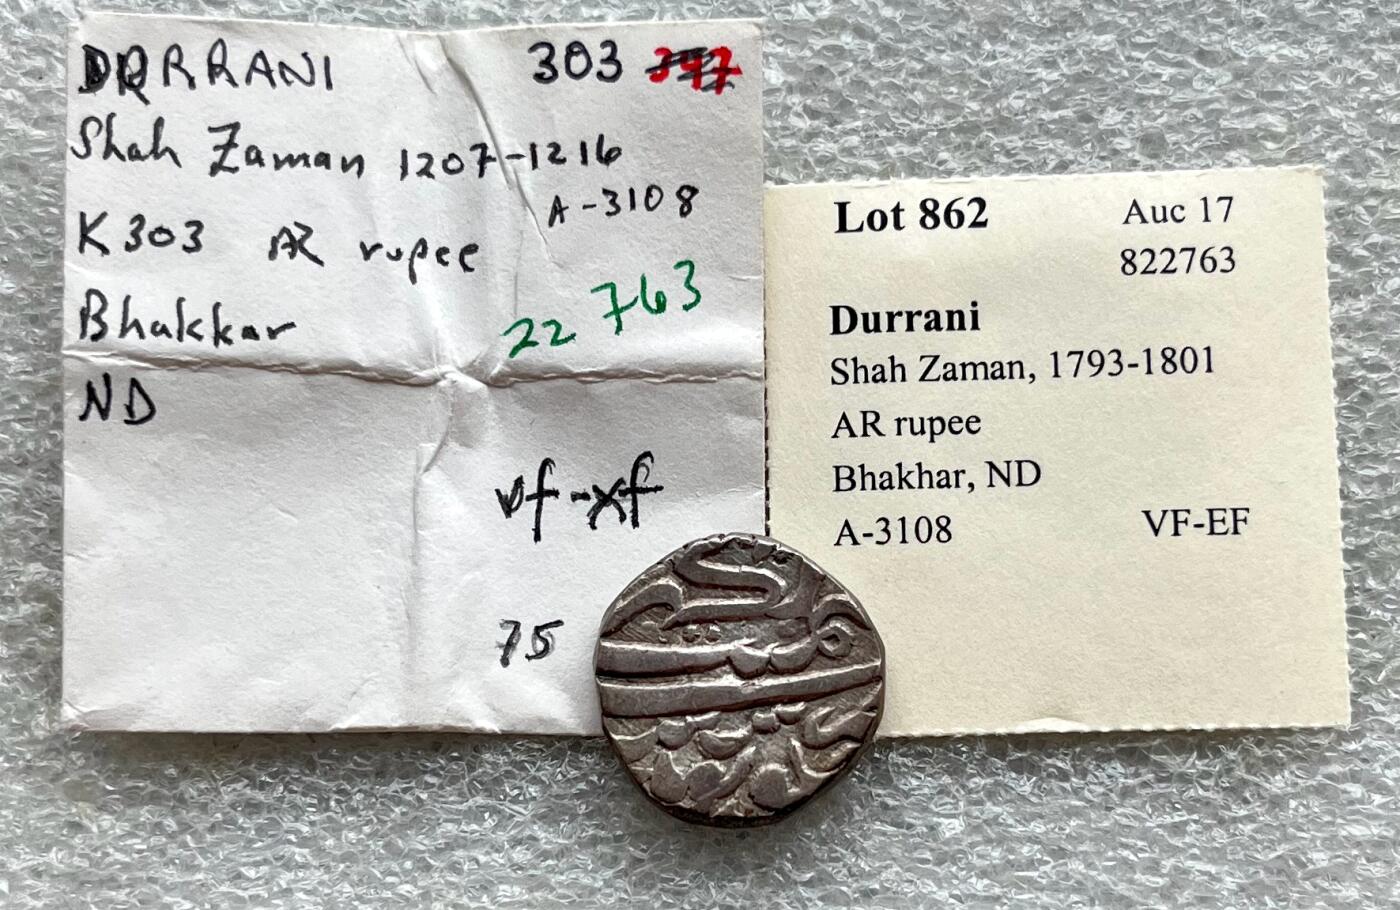 DURRANI 303
Shah Zaman 1207-1216
A-3108
K303 AR rupee
Bhakkar
22763
ND
vf-xf
75
Lot 862 Auc 17
822763
Durrani
Shah Zaman, 1793-1801
AR rupee
Bhakhar, ND
A-3108 VF-EF